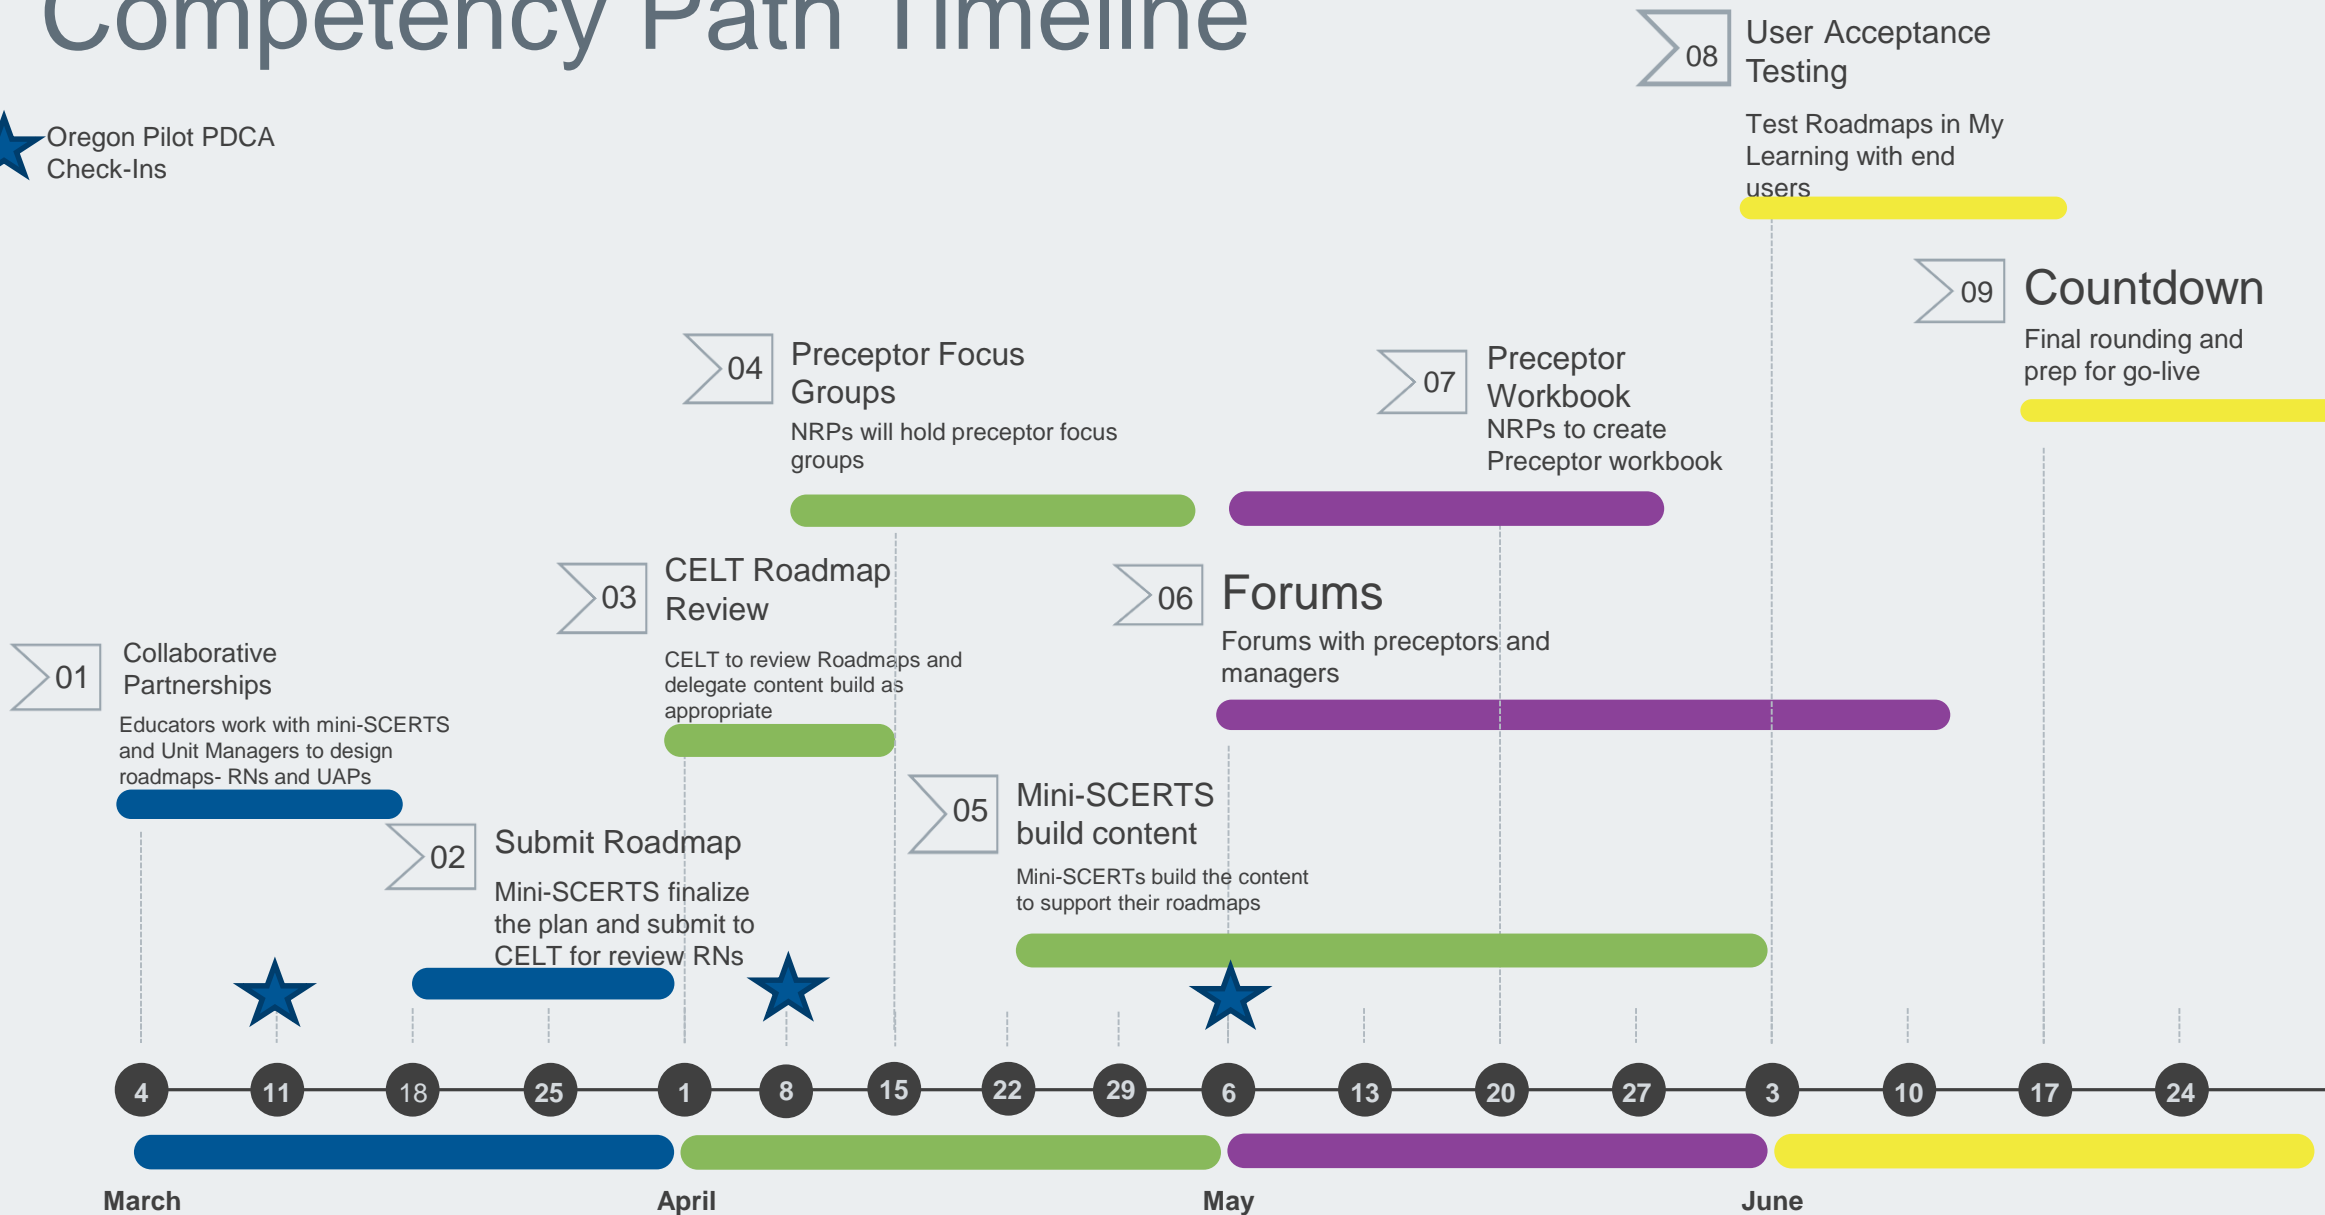 Competency Path Timeline
Oregon Pilot PDCA
Check-Ins
08
User Acceptance
Testing
Test Roadmaps in My
Learning with end
users
09
Countdown
Final rounding and
prep for go-live
04
Preceptor Focus
Groups
NRPs will hold preceptor focus
groups
07
Preceptor
Workbook
NRPs to create
Preceptor workbook
03
CELT Roadmap
Review
CELT to review Roadmaps and
delegate content build as
appropriate
06
Forums
Forums with preceptors and
managers
01
Collaborative
Partnerships
Educators work with mini-SCERTS
and Unit Managers to design
roadmaps- RNs and UAPs
02
Submit Roadmap
Mini-SCERTS finalize
the plan and submit to
CELT for review RNs
05
Mini-SCERTS
build content
Mini-SCERTs build the content
to support their roadmaps
4 11 18 25 1 8 15 22 29 6 13 20 27 3 10 17 24
March April May June